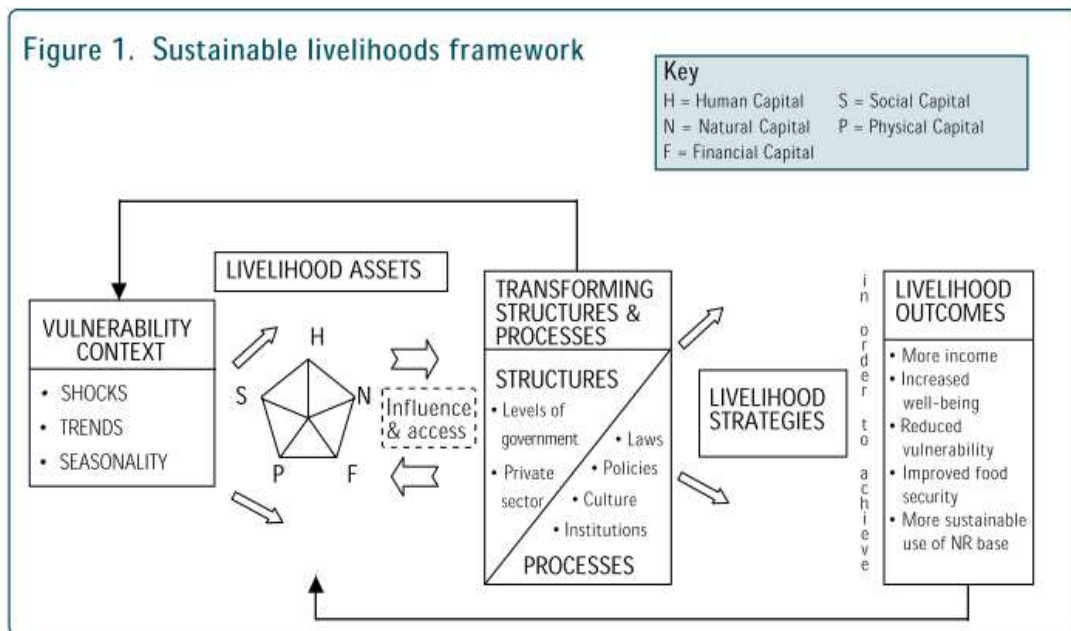 Figure 1. Sustainable livelihoods framework
Key
H = Human Capital S = Social Capital
N = Natural Capital P = Physical Capital
F = Financial Capital
LIVELIHOOD ASSETS
VULNERABILITY
CONTEXT
• SHOCKS
• TRENDS
• SEASONALITY
H
S
N
P
F
Influence
& access
TRANSFORMING
STRUCTURES &
PROCESSES
STRUCTURES
• Levels of
government
• Private
sector
• Laws
• Policies
• Culture
• Institutions
PROCESSES
LIVELIHOOD
STRATEGIES
in order to achieve
LIVELIHOOD
OUTCOMES
• More income
• Increased
well-being
• Reduced
vulnerability
• Improved food
security
• More sustainable
use of NR base